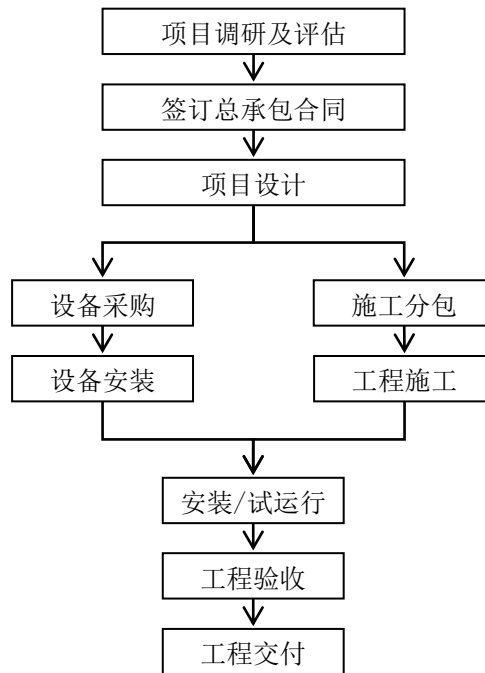 项目调研及评估
签订总承包合同
项目设计
设备采购
施工分包
设备安装
工程施工
安装/试运行
工程验收
工程交付